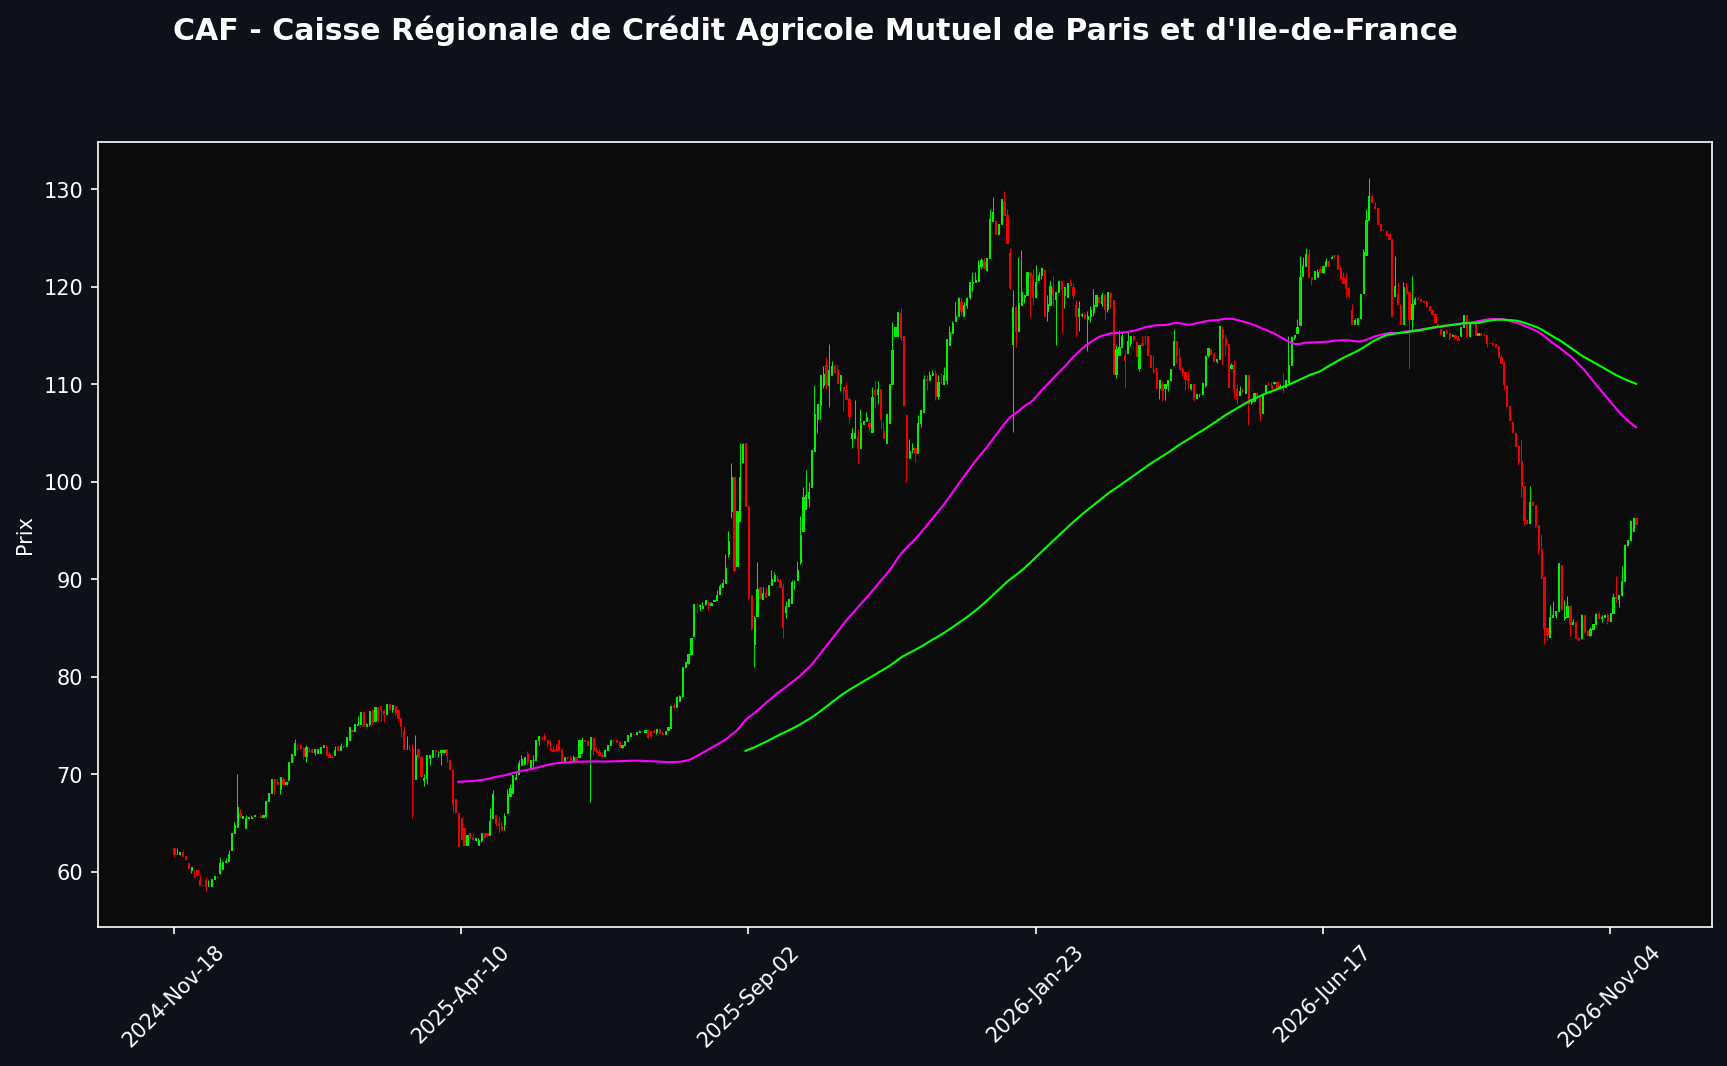 CAF - Caisse Régionale de Crédit Agricole Mutuel de Paris et d'Ile-de-France
130
120
110
100
90
80
70
60
Prix
2024-Nov-18
2025-Apr-10
2025-Sep-02
2026-Jan-23
2026-Jun-17
2026-Nov-04